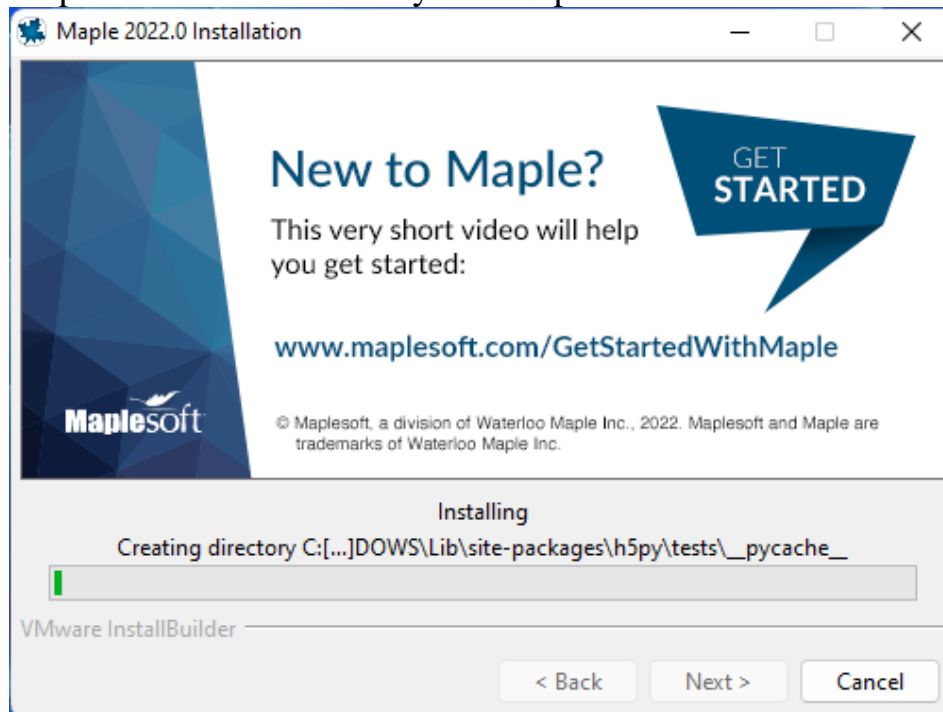 Maple 2022.0 Installation
New to Maple?
GET
STARTED
This very short video will help
you get started:
www.maplesoft.com/GetStartedWithMaple
Maplesoft
© Maplesoft, a division of Waterloo Maple Inc., 2022. Maplesoft and Maple are
trademarks of Waterloo Maple Inc.
Installing
Creating directory C:[...]DOWS\Lib\site-packages\h5py\tests\__pycache__
VMware InstallBuilder
< Back Next > Cancel